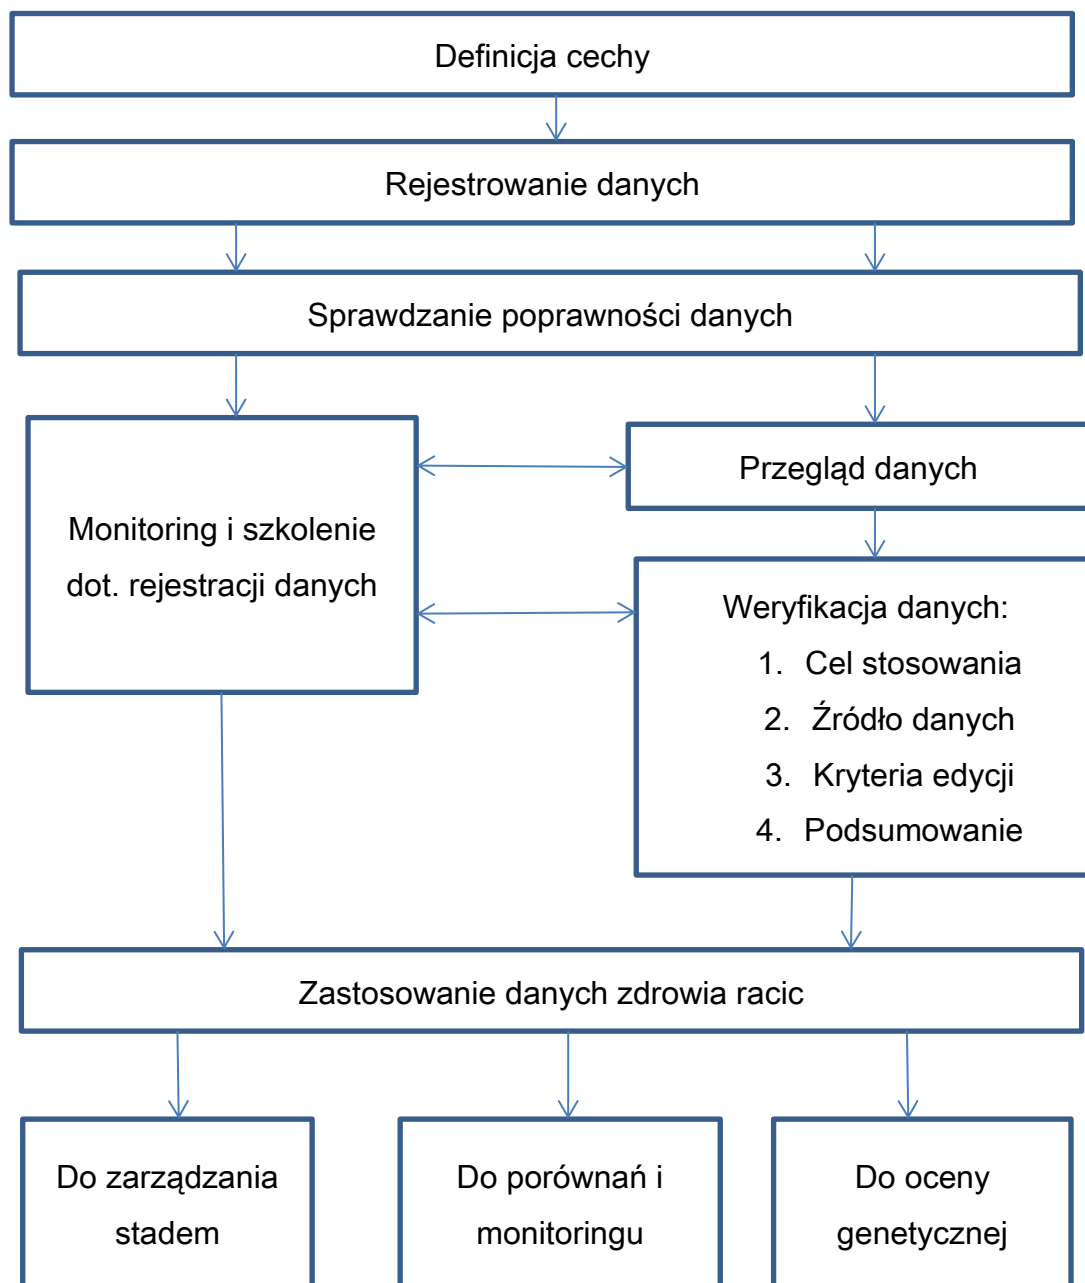 Definicja cechy
Rejestrowanie danych
Sprawdzanie poprawności danych
Monitoring i szkolenie
dot. rejestracji danych
Przegląd danych
Weryfikacja danych:
1. Cel stosowania
2. Źródło danych
3. Kryteria edycji
4. Podsumowanie
Zastosowanie danych zdrowia racic
Do zarządzania
stadem
Do porównań i
monitoringu
Do oceny
genetycznej